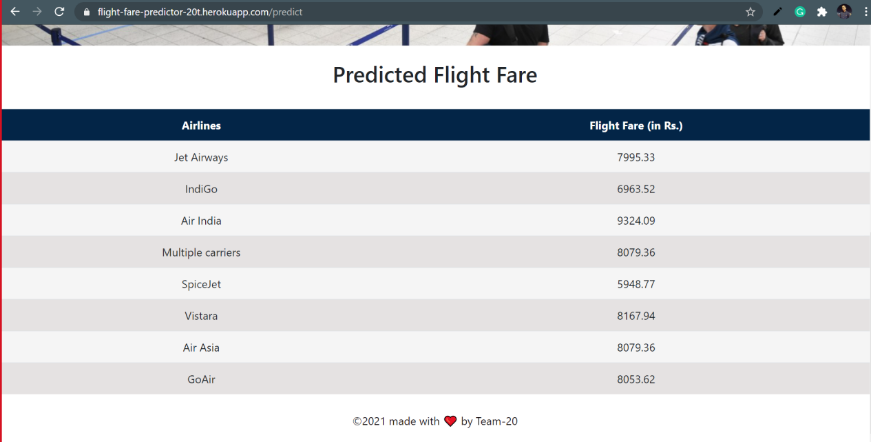 flight-fare-predictor-20t.herokuapp.com/predict
Predicted Flight Fare
Airlines Flight Fare (in Rs.)
Jet Airways 7995.33
IndiGo 6963.52
Air India 9324.09
Multiple carriers 8079.36
SpiceJet 5948.77
Vistara 8167.94
Air Asia 8079.36
GoAir 8053.62
©2021 made with ❤ by Team-20